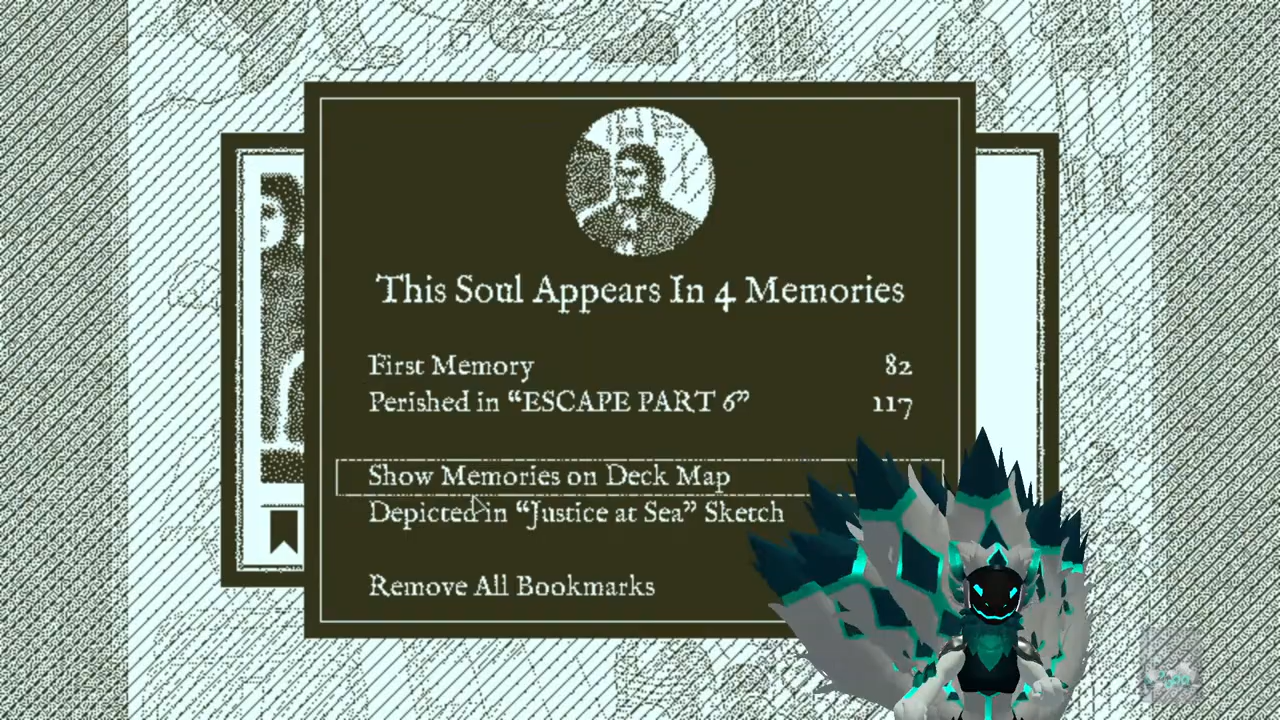 This Soul Appears In 4 Memories
First Memory 82
Perished in “ESCAPE PART 6” 117
Show Memories on Deck Map
Depicted in “Justice at Sea” Sketch
Remove All Bookmarks